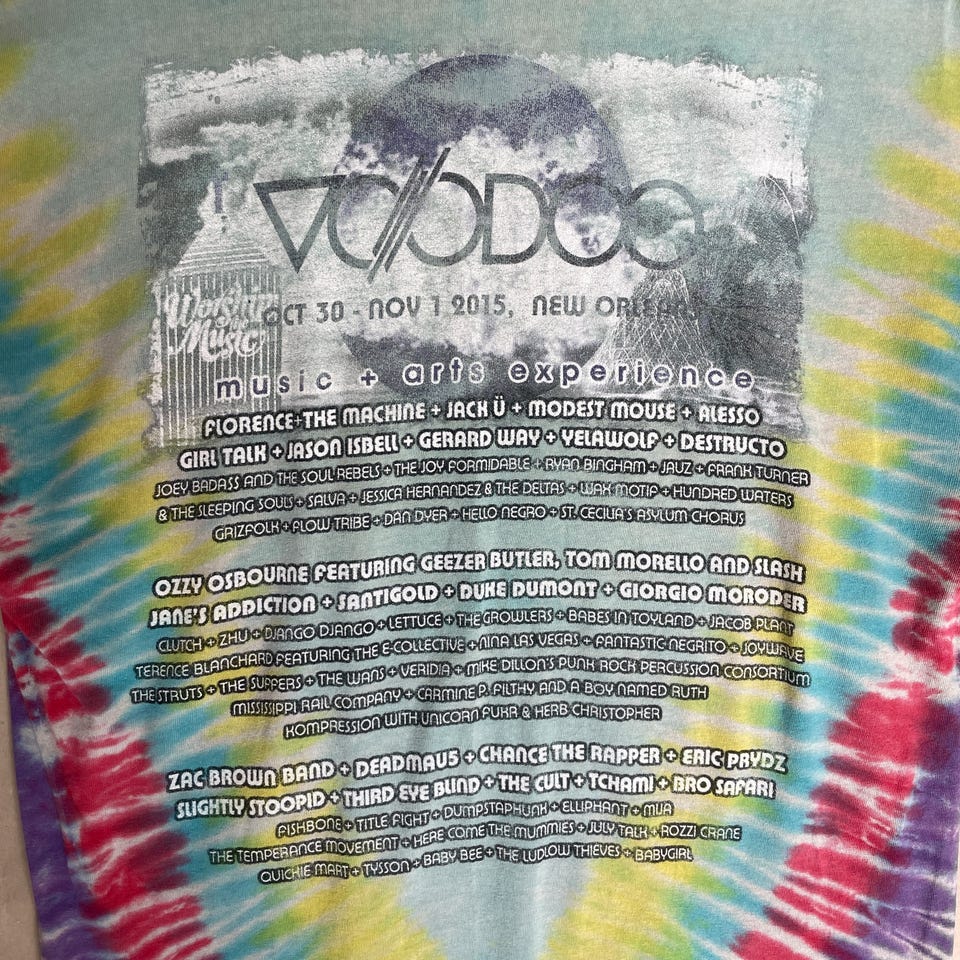 VOODOO
OCT 30 - NOV 1 2015, NEW ORLEANS
Worship
Music
music + arts experience
FLORENCE+THE MACHINE + JACK Ü + MODEST MOUSE + ALESSO
GIRL TALK + JASON ISBELL + GERARD WAY + YELAWOLF + DESTRUCTO
JOEY BADASS AND THE SOUL REBELS + THE JOY FORMIDABLE + RYAN BINGHAM + JAUZ + FRANK TURNER
& THE SLEEPING SOULS + SALVA + JESSICA HERNANDEZ & THE DELTAS + WAX MOTIF + HUNDRED WATERS
GRIZFOLK + FLOW TRIBE + DAN DYER + HELLO NEGRO + ST. CECILIA'S ASYLUM CHORUS
OZZY OSBOURNE FEATURING GEEZER BUTLER, TOM MORELLO AND SLASH
JANE'S ADDICTION + SANTIGOLD + DUKE DUMONT + GIORGIO MORODER
CLUTCH + ZHU + DJANGO DJANGO + LETTUCE + THE GROWLERS + BABES IN TOYLAND + JACOB PLANT
TERENCE BLANCHARD FEATURING THE E-COLLECTIVE + NINA LAS VEGAS + FANTASTIC NEGRITO + JOYWAVE
THE STRUTS + THE SUFFERS + THE WANS + VERIDIA + MIKE DILLON'S PUNK ROCK PERCUSSION CONSORTIUM
MISSISSIPPI RAIL COMPANY + CARMINE P. FILTHY AND A BOY NAMED RUTH
KOMPRESSION WITH UNICORN FUKR & HERB CHRISTOPHER
ZAC BROWN BAND + DEADMAU5 + CHANCE THE RAPPER + ERIC PRYDZ
SLIGHTLY STOOPID + THIRD EYE BLIND + THE CULT + TCHAMI + BRO SAFARI
FISHBONE + TITLE FIGHT + DUMPSTAPHUNK + ELLIPHANT + MIJA
THE TEMPERANCE MOVEMENT + HERE COME THE MUMMIES + JULY TALK + ROZZI CRANE
QUICKIE MART + TYSSON + BABY BEE + THE LUDLOW THIEVES + BABYGIRL